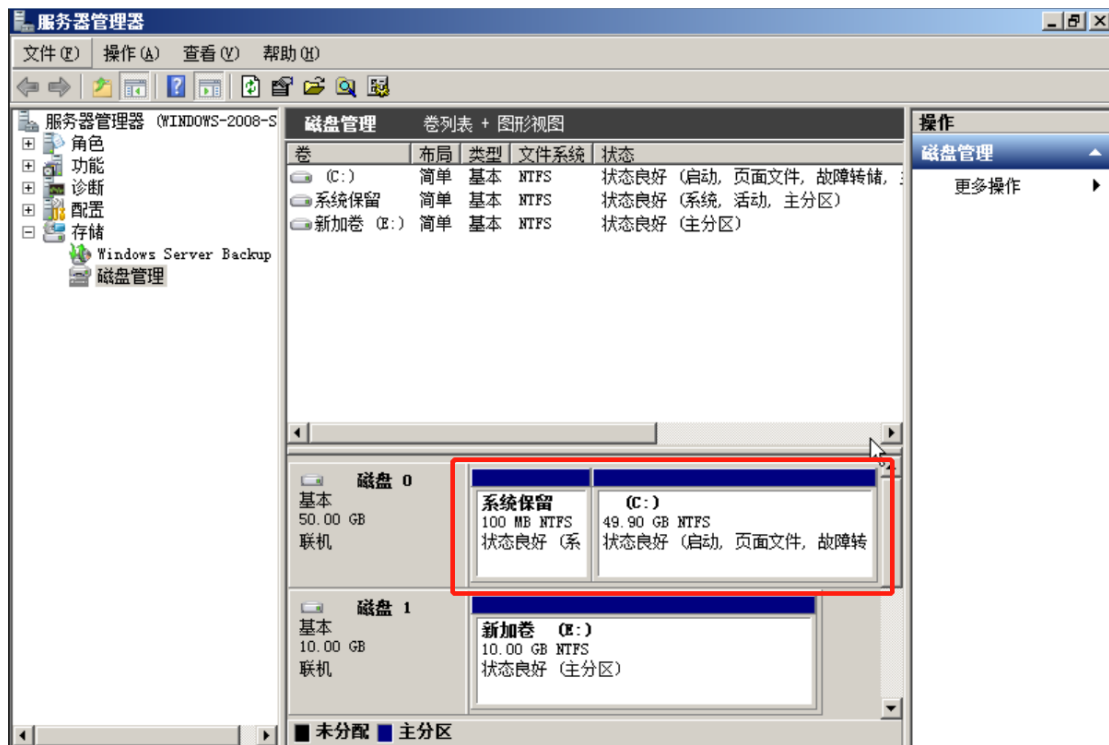 服务器管理器
文件(F) 操作(A) 查看(V) 帮助(H)
服务器管理器 (WINDOWS-2008-S
角色
功能
诊断
配置
存储
Windows Server Backup
磁盘管理
磁盘管理 卷列表 + 图形视图
卷 布局 类型 文件系统 状态
(C:) 简单 基本 NTFS 状态良好 (启动, 页面文件, 故障转储,
系统保留 简单 基本 NTFS 状态良好 (系统, 活动, 主分区)
新加卷 (E:) 简单 基本 NTFS 状态良好 (主分区)
磁盘 0
基本
50.00 GB
联机
系统保留
100 MB NTFS
状态良好 (系
(C:)
49.90 GB NTFS
状态良好 (启动, 页面文件, 故障转
磁盘 1
基本
10.00 GB
联机
新加卷 (E:)
10.00 GB NTFS
状态良好 (主分区)
未分配 主分区
操作
磁盘管理
更多操作